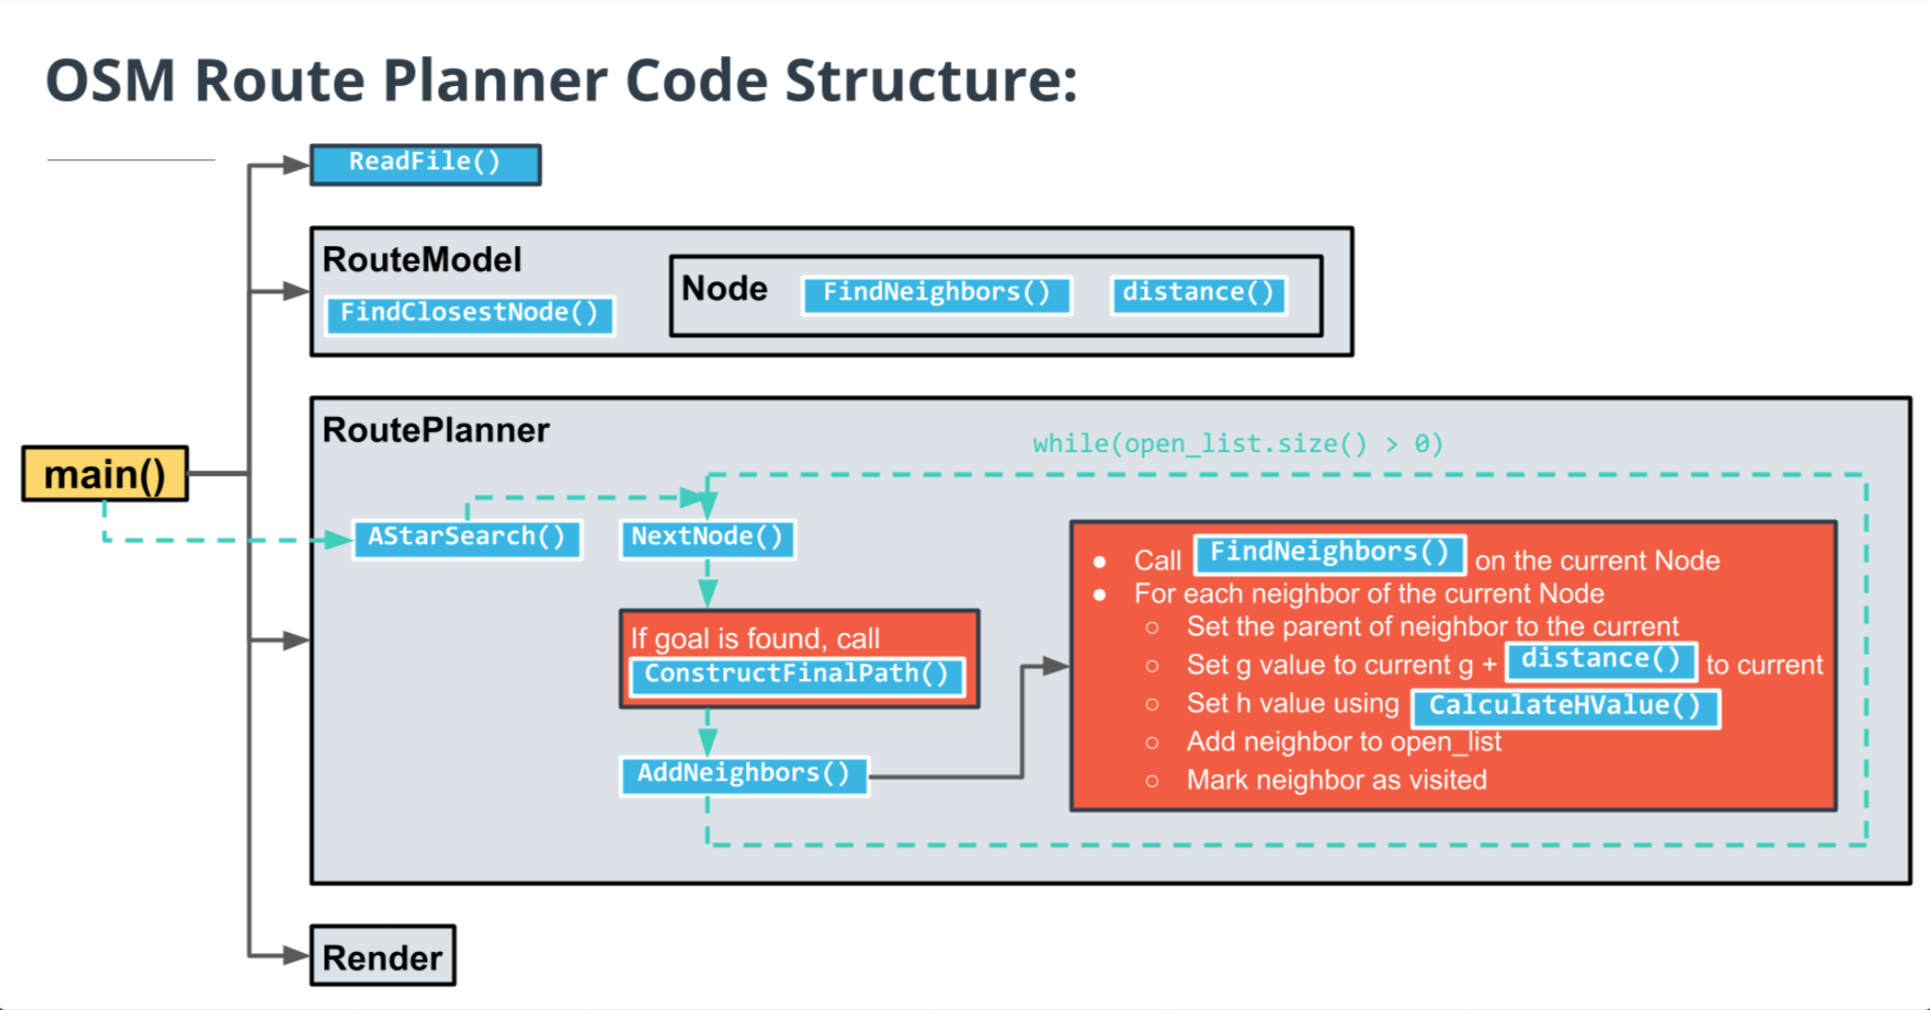 OSM Route Planner Code Structure:
ReadFile()
RouteModel
FindClosestNode()
Node FindNeighbors() distance()
main()
RoutePlanner
while(open_list.size() > 0)
AStarSearch()
NextNode()
If goal is found, call
ConstructFinalPath()
AddNeighbors()
● Call FindNeighbors() on the current Node
● For each neighbor of the current Node
○ Set the parent of neighbor to the current
○ Set g value to current g + distance() to current
○ Set h value using CalculateHValue()
○ Add neighbor to open_list
○ Mark neighbor as visited
Render